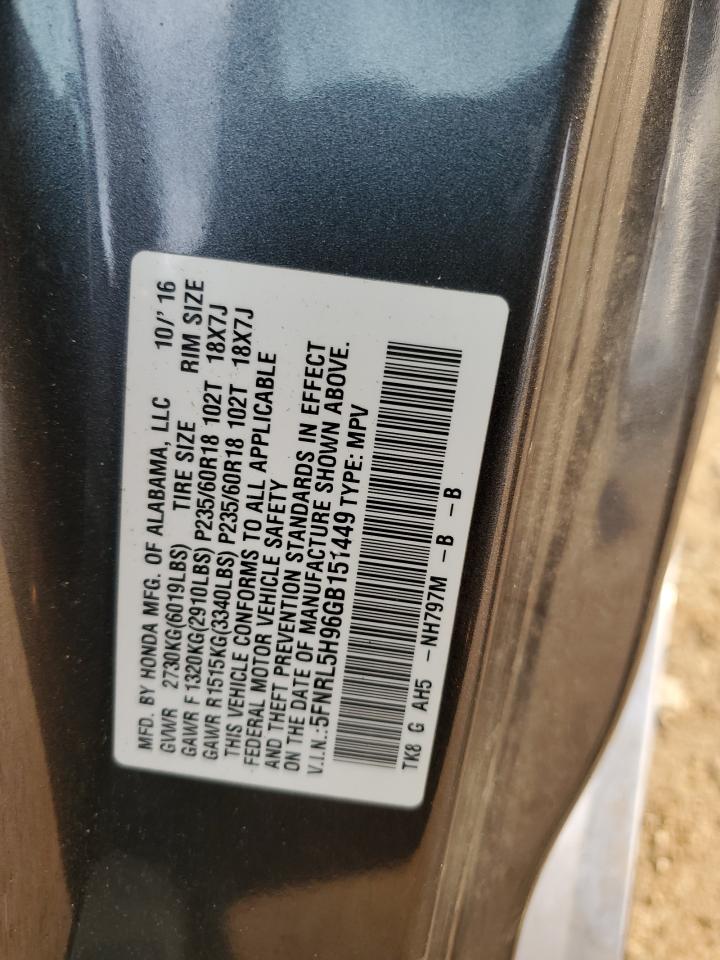 MFD. BY HONDA MFG. OF ALABAMA, LLC 10/' 16
GVWR 2730KG(6019LBS) TIRE SIZE RIM SIZE
GAWR F1320KG(2910LBS) P235/60R18 102T 18X7J
GAWR R1515KG(3340LBS) P235/60R18 102T 18X7J
THIS VEHICLE CONFORMS TO ALL APPLICABLE
FEDERAL MOTOR VEHICLE SAFETY
AND THEFT PREVENTION STANDARDS IN EFFECT
ON THE DATE OF MANUFACTURE SHOWN ABOVE.
V.I.N.:5FNRL5H96GB151449 TYPE: MPV
TK8 G AH5 -NH797M -B -B